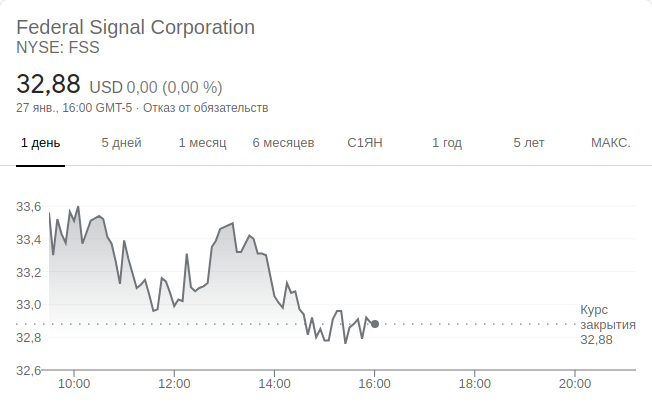 Federal Signal Corporation
NYSE: FSS
32,88 USD 0,00 (0,00 %)
27 янв., 16:00 GMT-5 · Отказ от обязательств
1 день 5 дней 1 месяц 6 месяцев С1ЯН 1 год 5 лет МАКС.
33,6
33,4
33,2
33,0
32,8
32,6
Курс
закрытия
32,88
10:00 12:00 14:00 16:00 18:00 20:00